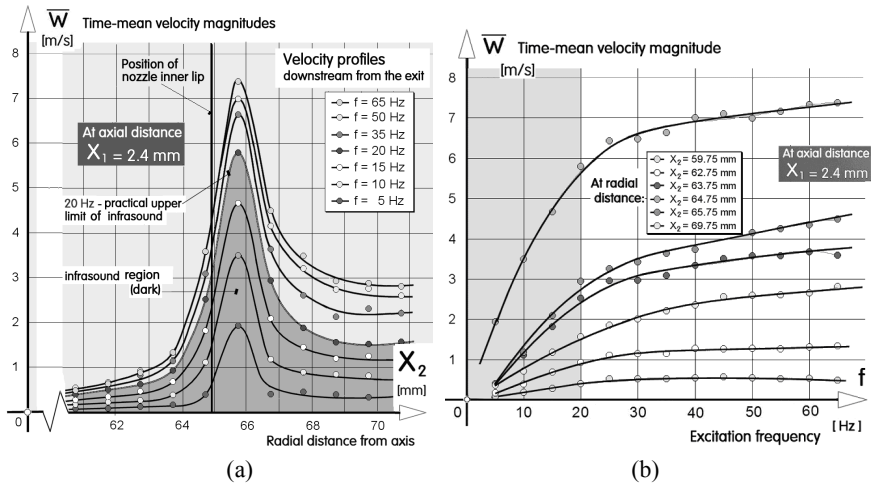 W Time-mean velocity magnitudes
[m/s]
8
7
6
5
4
3
2
1
0
Position of
nozzle inner lip
Velocity profiles
downstream from the exit
f = 65 Hz
f = 50 Hz
f = 35 Hz
f = 20 Hz
f = 15 Hz
f = 10 Hz
f = 5 Hz
At axial distance
X1 = 2.4 mm
20 Hz - practical upper
limit of infrasound
infrasound region
(dark)
X2
[mm]
62 64 66 68 70
Radial distance from axis
(a)
W Time-mean velocity magnitude
[m/s]
8
7
6
5
4
3
2
1
0
At radial
distance:
X2 = 59.75 mm
X2 = 62.75 mm
X2 = 63.75 mm
X2 = 64.75 mm
X2 = 65.75 mm
X2 = 69.75 mm
At axial distance
X1 = 2.4 mm
f
10 20 30 40 50 60
[Hz]
Excitation frequency
(b)